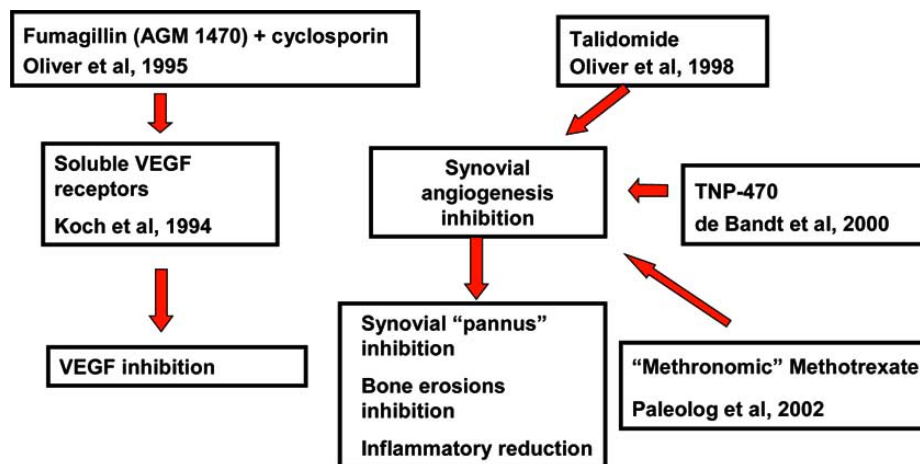 Fumagillin (AGM 1470) + cyclosporin
Oliver et al, 1995
Talidomide
Oliver et al, 1998
Soluble VEGF
receptors
Koch et al, 1994
Synovial
angiogenesis
inhibition
TNP-470
de Bandt et al, 2000
VEGF inhibition
Synovial “pannus”
inhibition
Bone erosions
inhibition
Inflammatory reduction
“Methronomic” Methotrexate
Paleolog et al, 2002